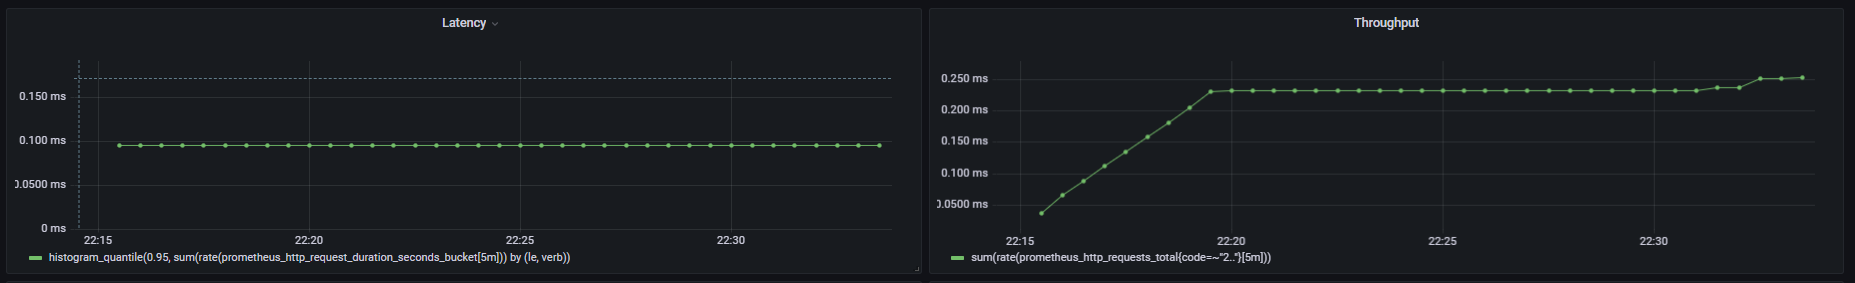 Latency
0.150 ms
0.100 ms
0.0500 ms
0 ms
22:15 22:20 22:25 22:30
histogram_quantile(0.95, sum(rate(prometheus_http_request_duration_seconds_bucket[5m])) by (le, verb))
Throughput
0.250 ms
0.200 ms
0.150 ms
0.100 ms
0.0500 ms
22:15 22:20 22:25 22:30
sum(rate(prometheus_http_requests_total{code=~"2.."}[5m]))